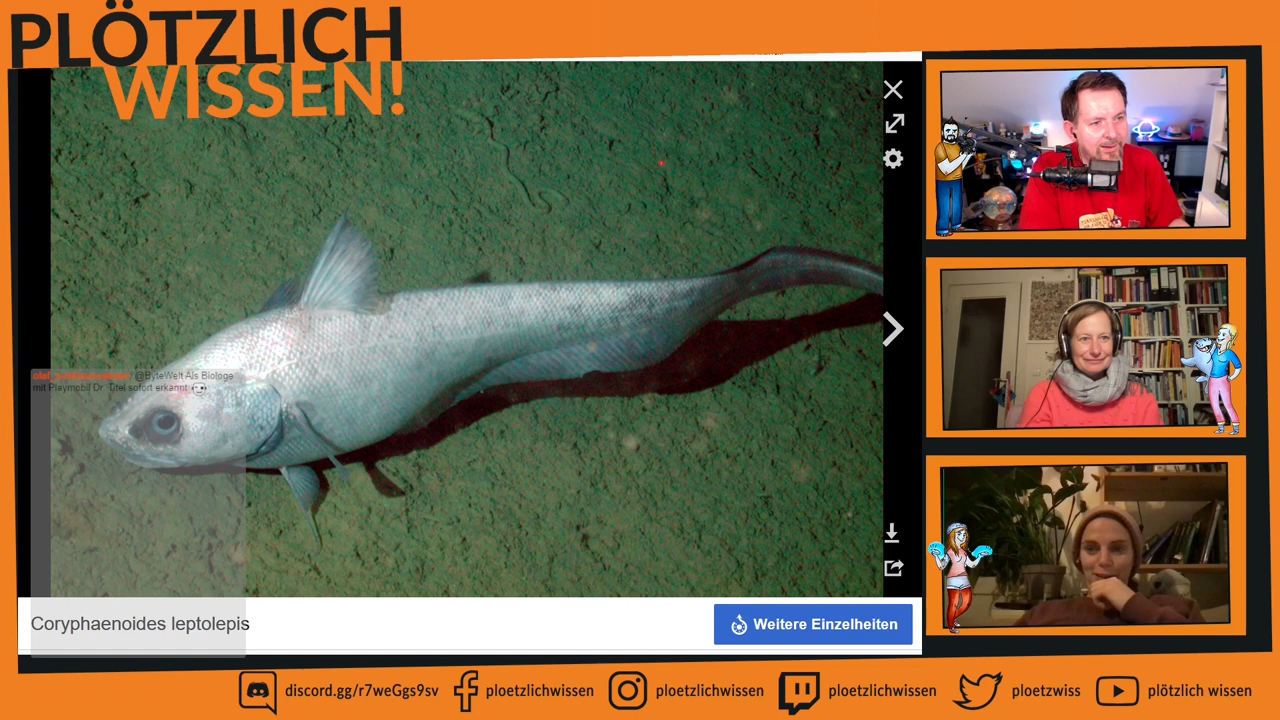 PLÖTZLICH
WISSEN!
@ByteWelt Als Biologe
mit Playmobil Dr. Titel sofort erkannt
Coryphaenoides leptolepis
Weitere Einzelheiten
discord.gg/r7weGgs9sv
ploetzlichwissen
ploetzlichwissen
ploetzlichwissen
ploetzwiss
plötzlich wissen